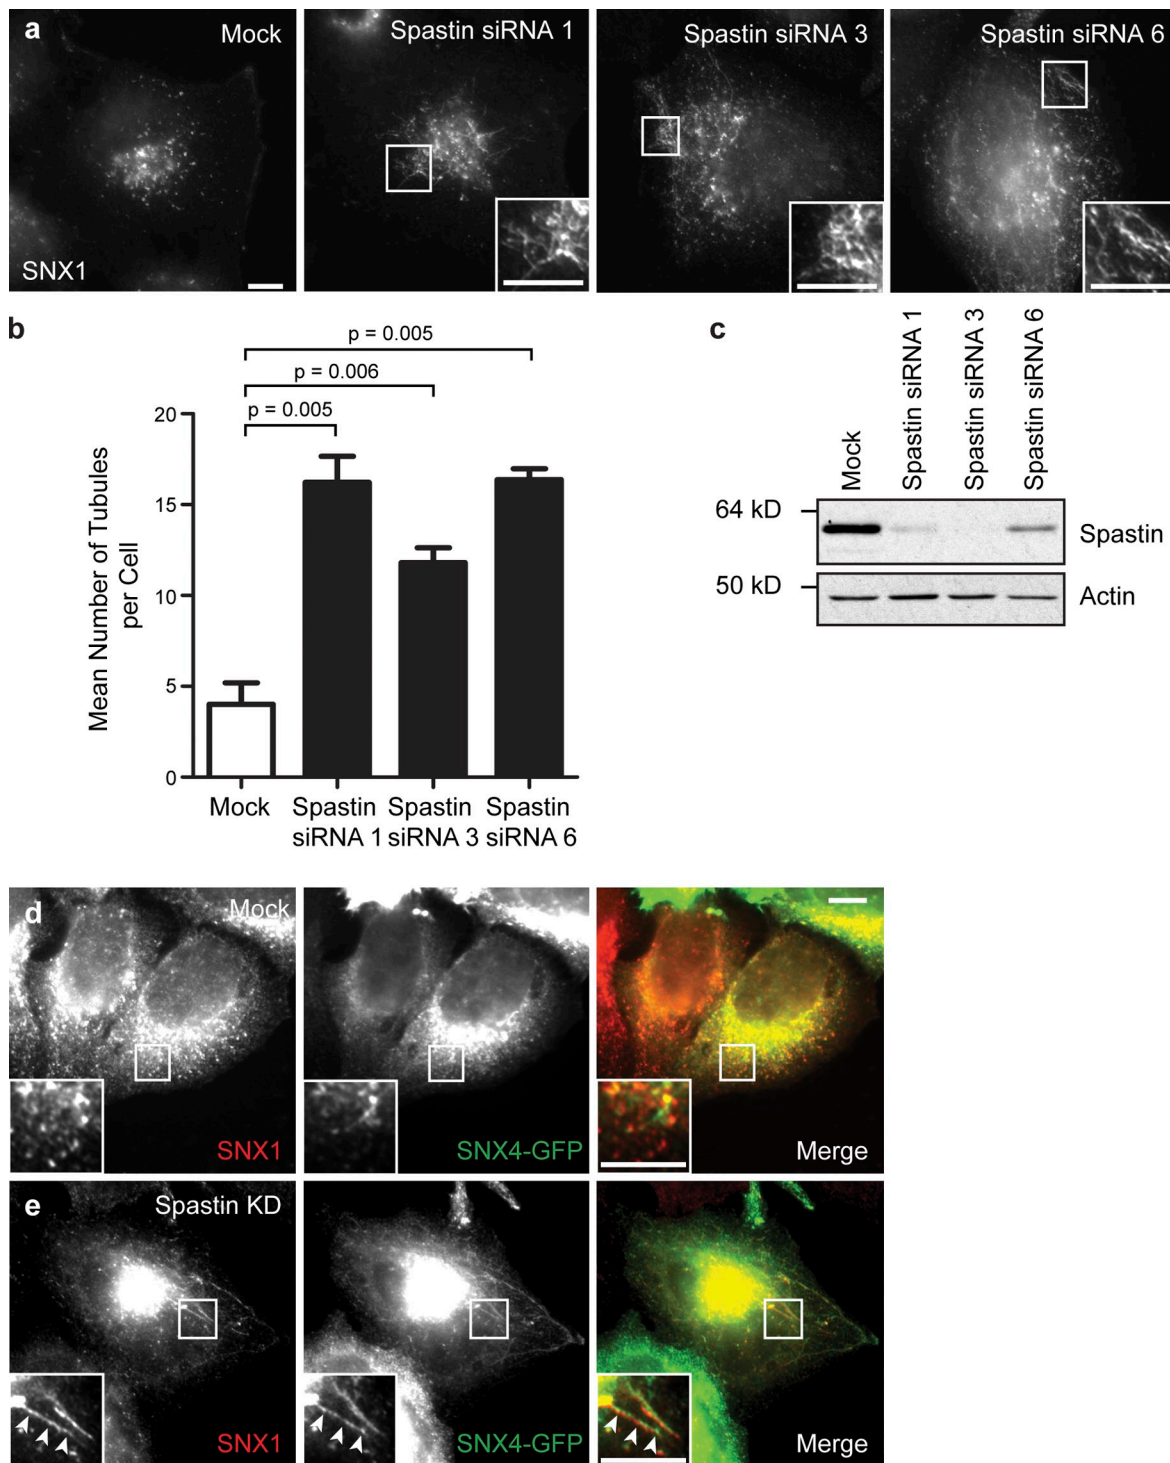 a
Mock
Spastin siRNA 1
Spastin siRNA 3
Spastin siRNA 6
SNX1
b
p = 0.005
p = 0.006
p = 0.005
Mean Number of Tubules
per Cell
20
15
10
5
0
Mock
Spastin
siRNA 1
Spastin
siRNA 3
Spastin
siRNA 6
c
Mock
Spastin siRNA 1
Spastin siRNA 3
Spastin siRNA 6
64 kD
Spastin
50 kD
Actin
d
Mock
SNX1
SNX4-GFP
Merge
e
Spastin KD
SNX1
SNX4-GFP
Merge